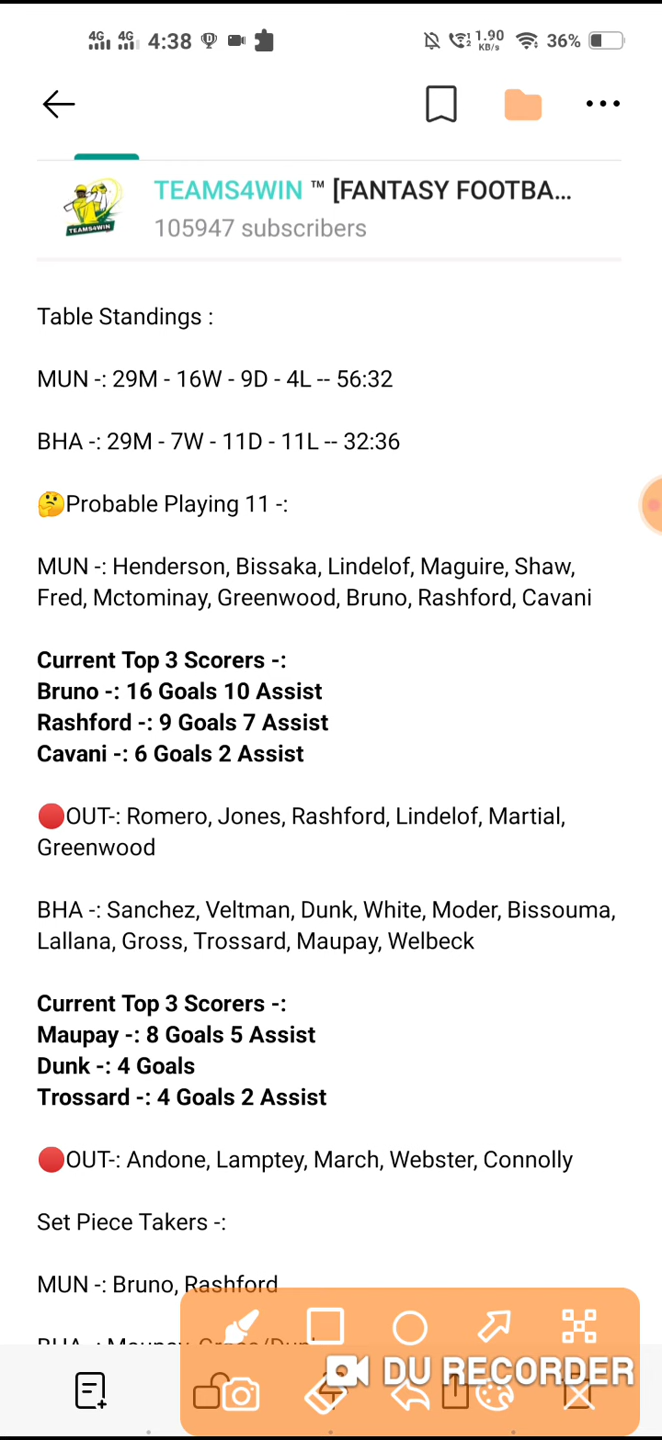 4G 4G 4:38 1.90 KB/s 36%
TEAMS4WIN ™ [FANTASY FOOTBA...
TEAMS4WIN
105947 subscribers
Table Standings :
MUN -: 29M - 16W - 9D - 4L -- 56:32
BHA -: 29M - 7W - 11D - 11L -- 32:36
🤔Probable Playing 11 -:
MUN -: Henderson, Bissaka, Lindelof, Maguire, Shaw,
Fred, Mctominay, Greenwood, Bruno, Rashford, Cavani
Current Top 3 Scorers -:
Bruno -: 16 Goals 10 Assist
Rashford -: 9 Goals 7 Assist
Cavani -: 6 Goals 2 Assist
🔴OUT-: Romero, Jones, Rashford, Lindelof, Martial,
Greenwood
BHA -: Sanchez, Veltman, Dunk, White, Moder, Bissouma,
Lallana, Gross, Trossard, Maupay, Welbeck
Current Top 3 Scorers -:
Maupay -: 8 Goals 5 Assist
Dunk -: 4 Goals
Trossard -: 4 Goals 2 Assist
🔴OUT-: Andone, Lamptey, March, Webster, Connolly
Set Piece Takers -:
MUN -: Bruno, Rashford
DU RECORDER